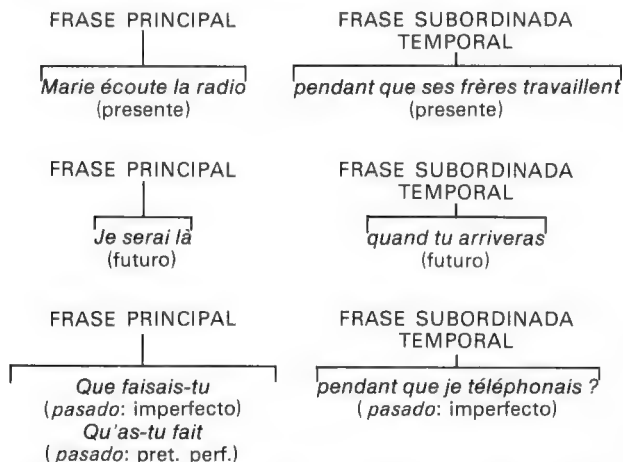 FRASE PRINCIPAL
FRASE SUBORDINADA
TEMPORAL
Marie écoute la radio
(presente)
pendant que ses frères travaillent
(presente)
FRASE PRINCIPAL
FRASE SUBORDINADA
TEMPORAL
Je serai là
(futuro)
quand tu arriveras
(futuro)
FRASE PRINCIPAL
FRASE SUBORDINADA
TEMPORAL
Que faisais-tu
(pasado: imperfecto)
Qu'as-tu fait
(pasado: pret. perf.)
pendant que je téléphonais ?
(pasado: imperfecto)